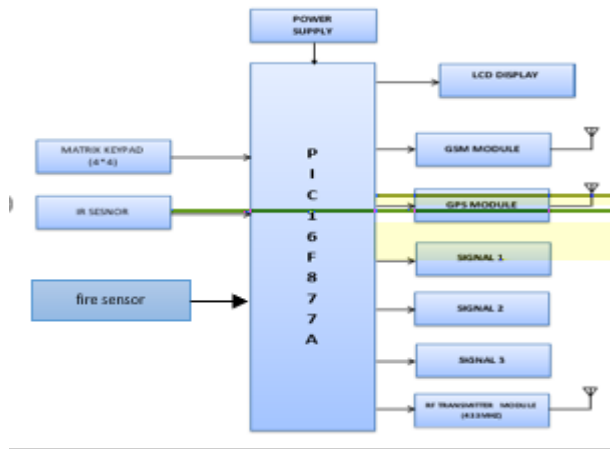 POWER
SUPPLY
LCD DISPLAY
MATRIX KEYPAD
(4*4)
GSM MODULE
IR SESNOR
GPS MODULE
fire sensor
P
I
C
1
6
F
8
7
7
A
SIGNAL 1
SIGNAL 2
SIGNAL 3
RF TRANSMITTER MODULE
(433MHZ)